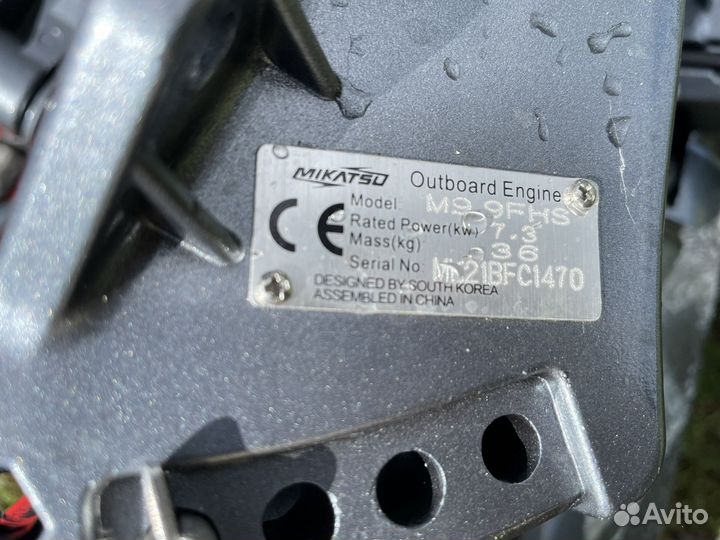 MIKATSU Outboard Engine
CE
Model: M9.9FHS
Rated Power(kw) 7.3
Mass(kg) 36
Serial No: 21BFC1470
DESIGNED BY SOUTH KOREA
ASSEMBLED IN CHINA
Avito